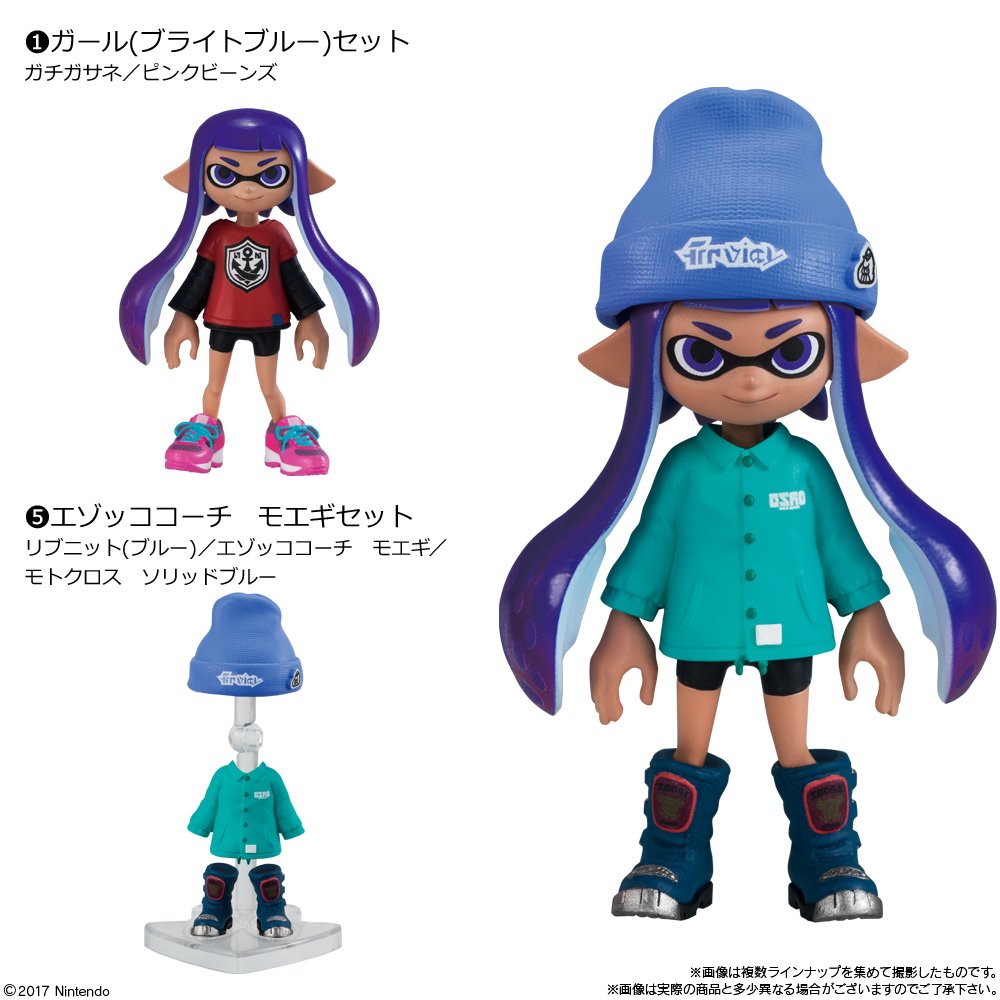 ❶ガール(ブライトブルー)セット
ガチガサネ／ピンクビーンズ
❺エゾッココーチ　モエギセット
リブニット(ブルー)／エゾッココーチ　モエギ／
モトクロス　ソリッドブルー
©2017 Nintendo
※画像は複数ラインナップを集めて撮影したものです。
※画像は実際の商品と多少異なる場合がございますのでご了承下さい。